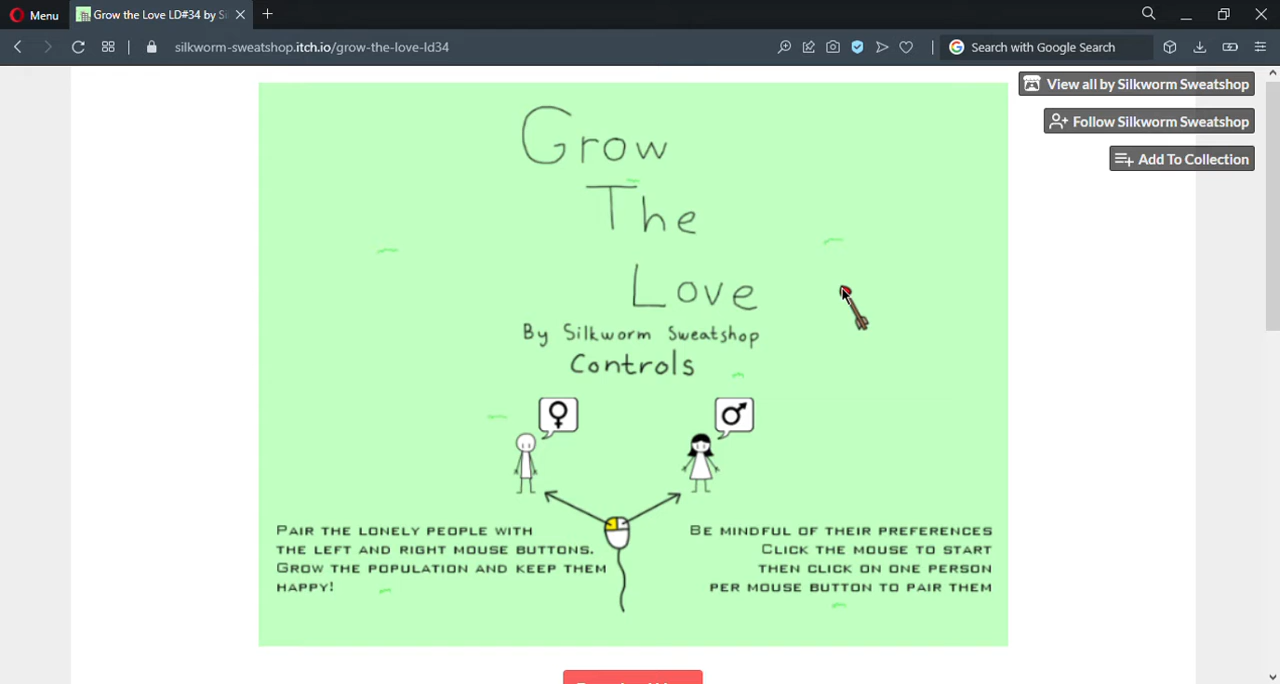 Menu
Grow the Love LD#34 by Si
silkworm-sweatshop.itch.io/grow-the-love-ld34
Search with Google Search
View all by Silkworm Sweatshop
Follow Silkworm Sweatshop
Add To Collection
Grow
The
Love
By Silkworm Sweatshop
Controls
PAIR THE LONELY PEOPLE WITH
THE LEFT AND RIGHT MOUSE BUTTONS.
GROW THE POPULATION AND KEEP THEM
HAPPY!
BE MINDFUL OF THEIR PREFERENCES
CLICK THE MOUSE TO START
THEN CLICK ON ONE PERSON
PER MOUSE BUTTON TO PAIR THEM